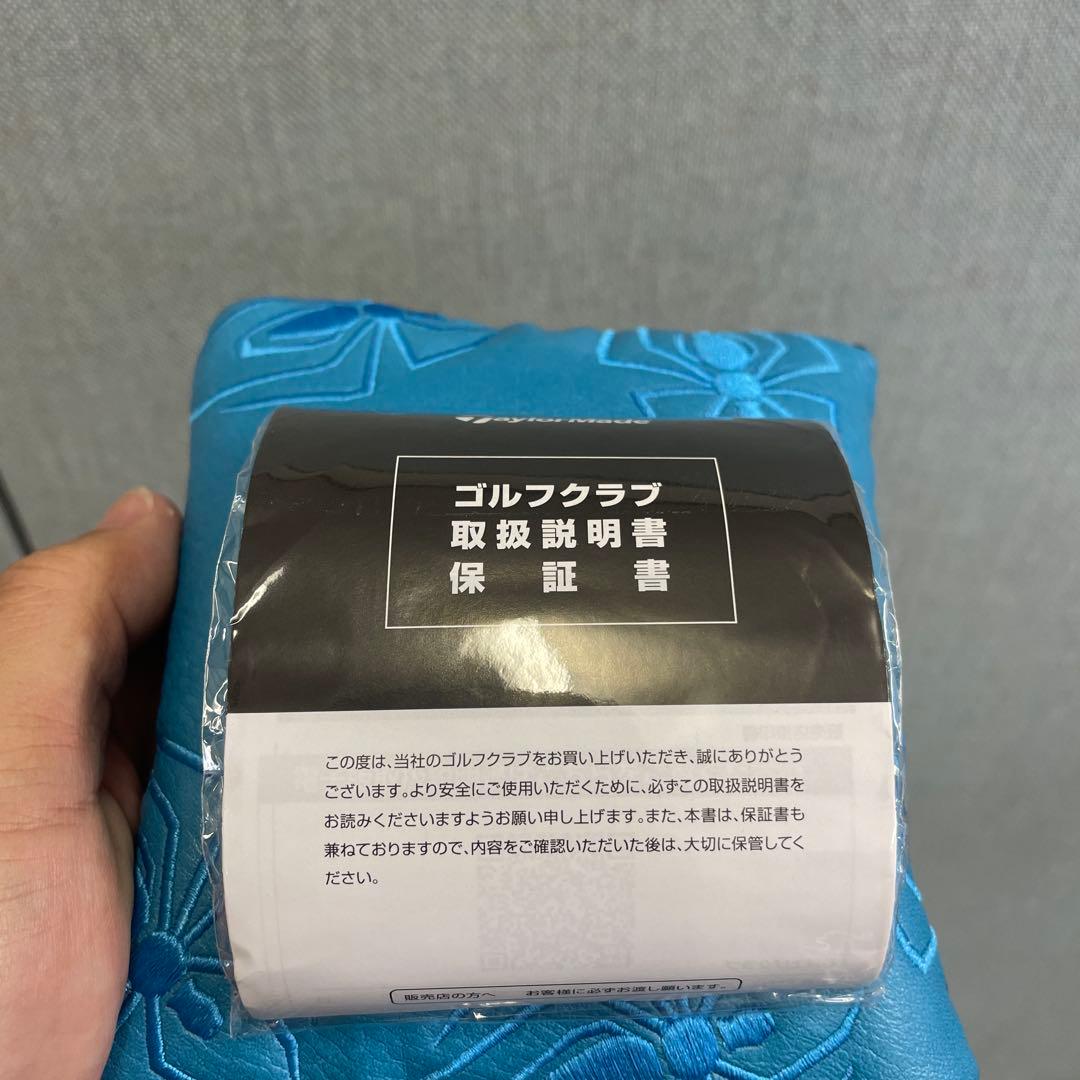 TaylorMade
ゴルフクラブ
取扱説明書
保証書
この度は、当社のゴルフクラブをお買い上げいただき、誠にありがとう
ございます。より安全にご使用いただくために、必ずこの取扱説明書を
お読みくださいますようお願い申し上げます。また、本書は、保証書も
兼ねておりますので、内容をご確認いただいた後は、大切に保管してく
ださい。
販売店の方へ お客様に必ずお渡し願います。